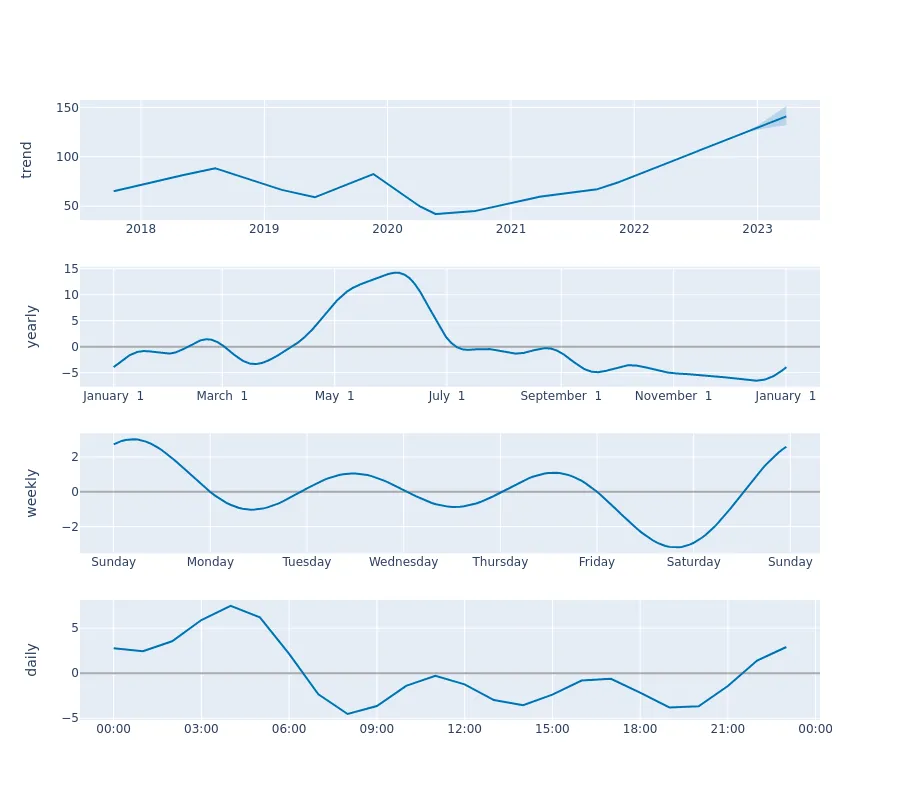 trend
150
100
50
2018 2019 2020 2021 2022 2023
yearly
15
10
5
0
−5
January 1 March 1 May 1 July 1 September 1 November 1 January 1
weekly
2
0
−2
Sunday Monday Tuesday Wednesday Thursday Friday Saturday Sunday
daily
5
0
−5
00:00 03:00 06:00 09:00 12:00 15:00 18:00 21:00 00:00